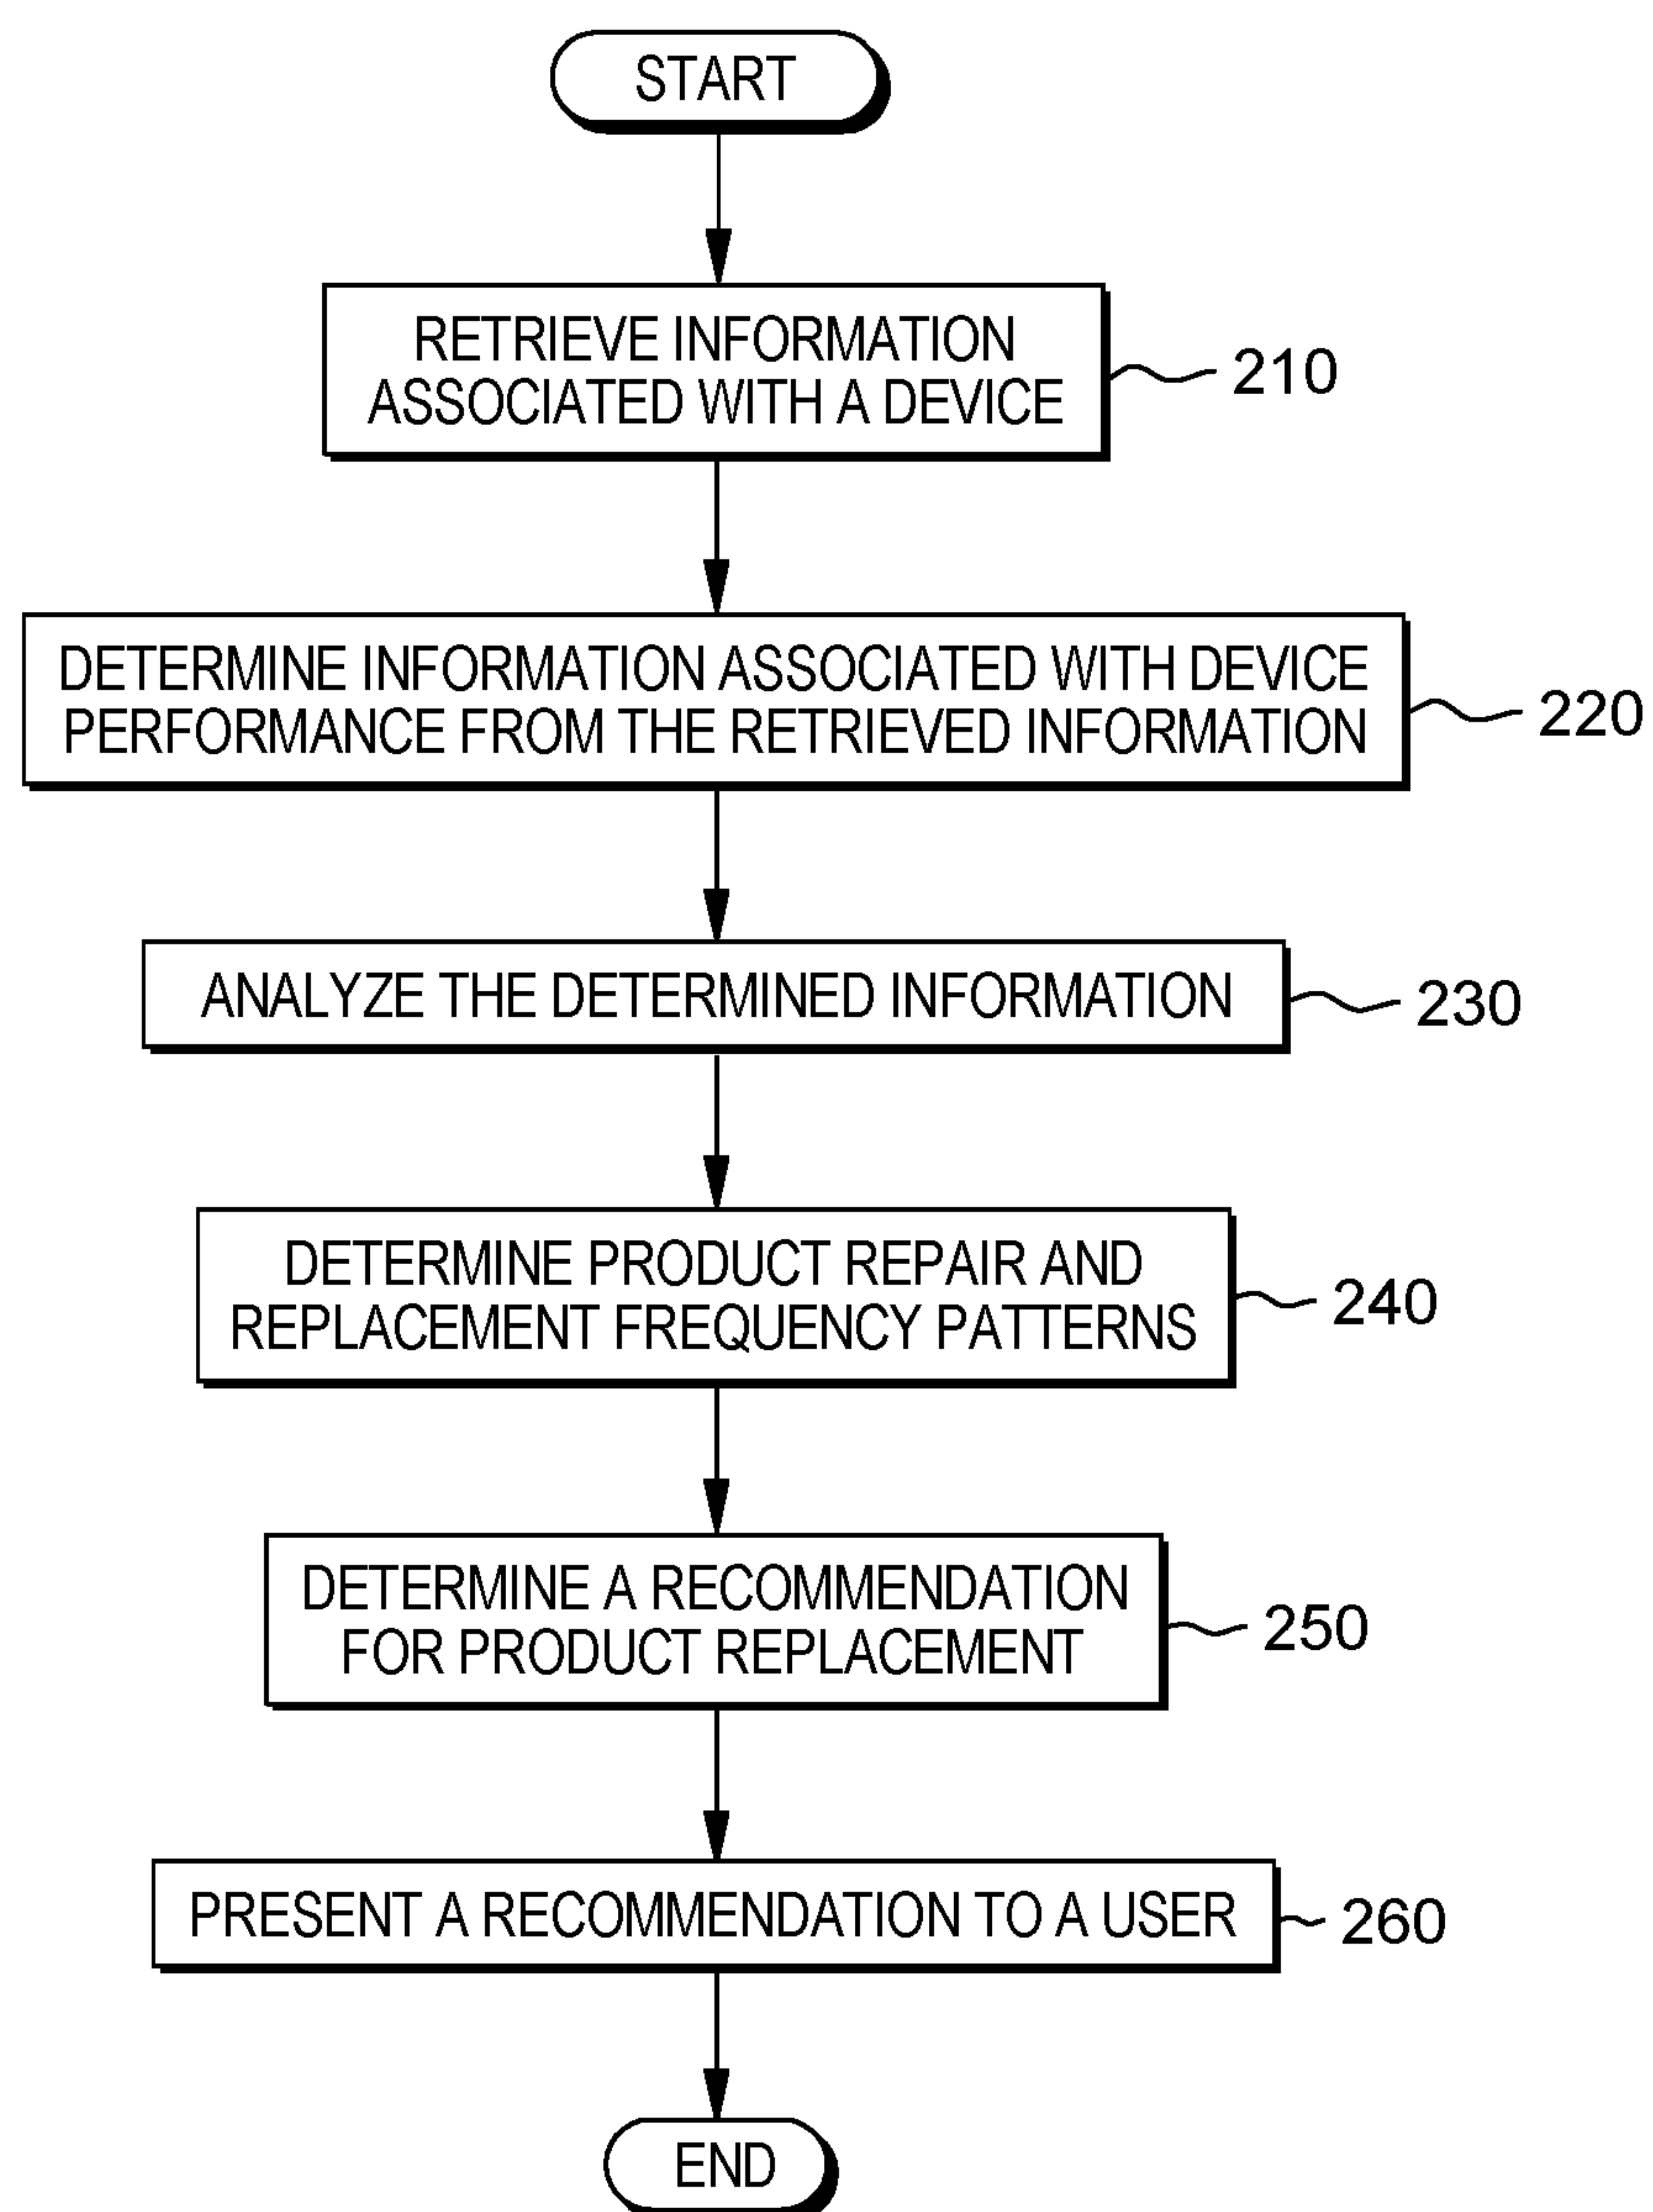 START
RETRIEVE INFORMATION
ASSOCIATED WITH A DEVICE
210
DETERMINE INFORMATION ASSOCIATED WITH DEVICE
PERFORMANCE FROM THE RETRIEVED INFORMATION
220
ANALYZE THE DETERMINED INFORMATION
230
DETERMINE PRODUCT REPAIR AND
REPLACEMENT FREQUENCY PATTERNS
240
DETERMINE A RECOMMENDATION
FOR PRODUCT REPLACEMENT
250
PRESENT A RECOMMENDATION TO A USER
260
END